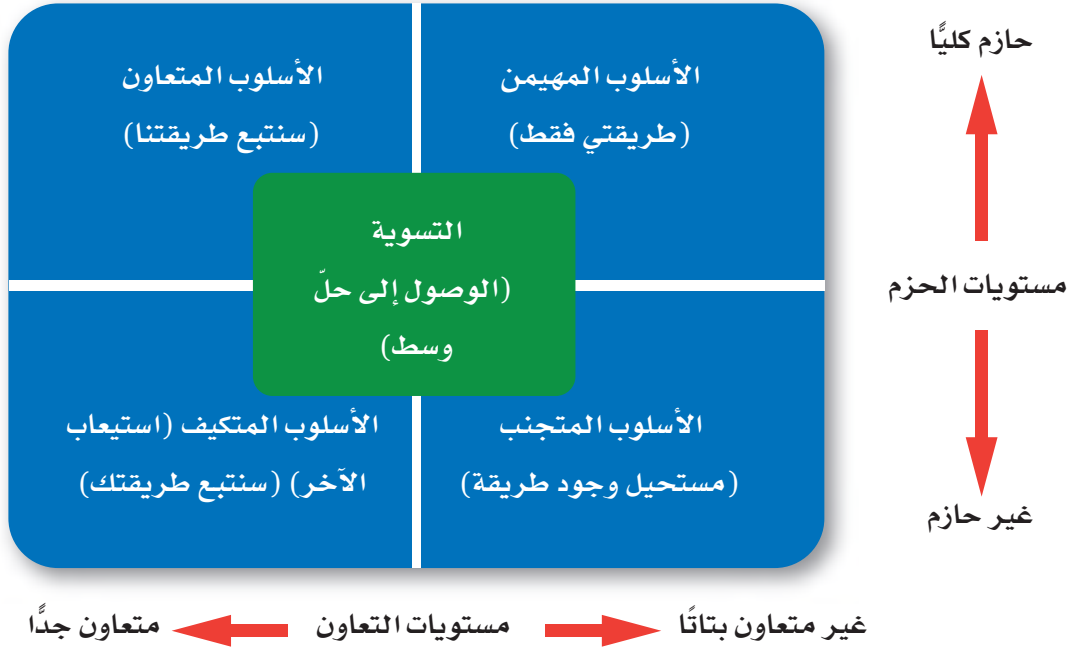 حازم كليًّا
الأسلوب المهيمن
(طريقتي فقط)
الأسلوب المتعاون
(سنتبع طريقتنا)
التسوية
(الوصول إلى حلّ
وسط)
مستويات الحزم
الأسلوب المتجنب
(مستحيل وجود طريقة)
الأسلوب المتكيف (استيعاب
الآخر) (سنتبع طريقتك)
غير حازم
غير متعاون بتاتًا
مستويات التعاون
متعاون جدًّا